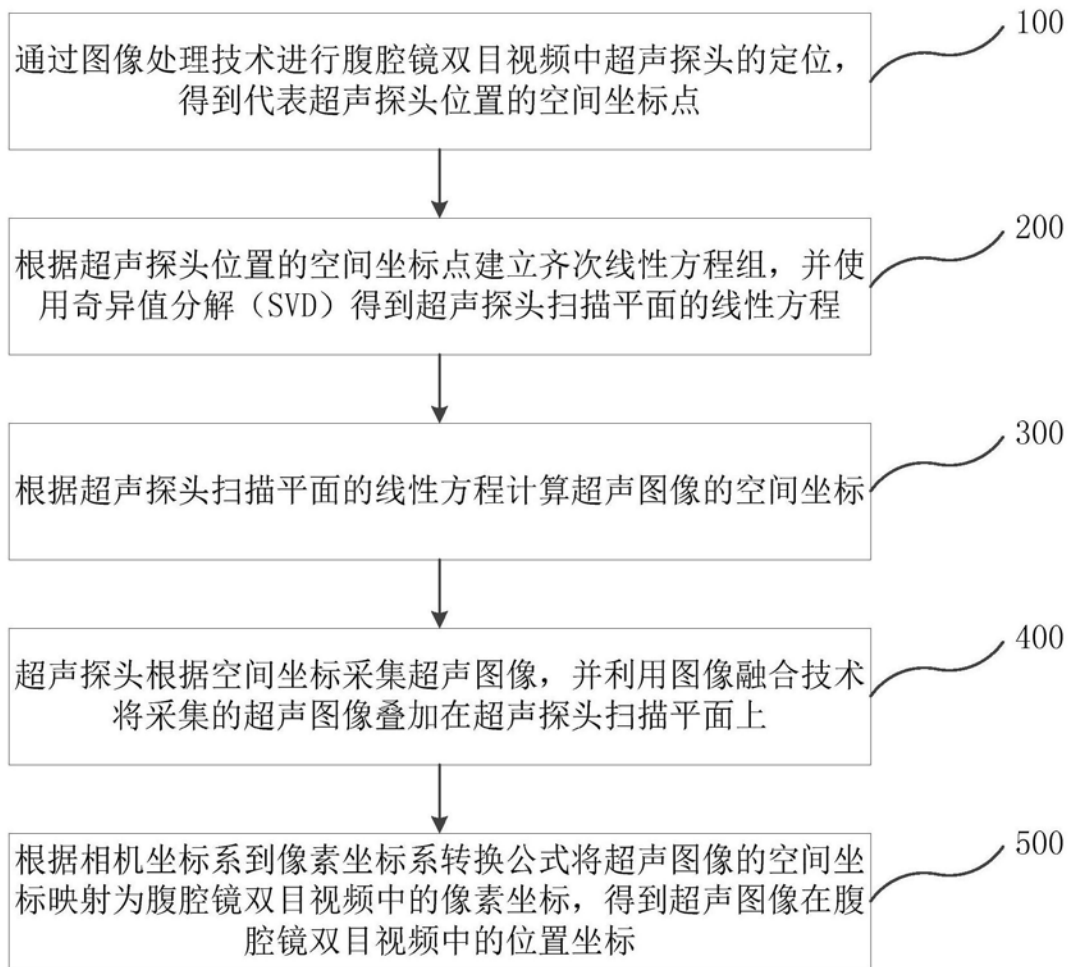 100
通过图像处理技术进行腹腔镜双目视频中超声探头的定位，
得到代表超声探头位置的空间坐标点
200
根据超声探头位置的空间坐标点建立齐次线性方程组，并使
用奇异值分解（SVD）得到超声探头扫描平面的线性方程
300
根据超声探头扫描平面的线性方程计算超声图像的空间坐标
400
超声探头根据空间坐标采集超声图像，并利用图像融合技术
将采集的超声图像叠加在超声探头扫描平面上
500
根据相机坐标系到像素坐标系转换公式将超声图像的空间坐
标映射为腹腔镜双目视频中的像素坐标，得到超声图像在腹
腔镜双目视频中的位置坐标